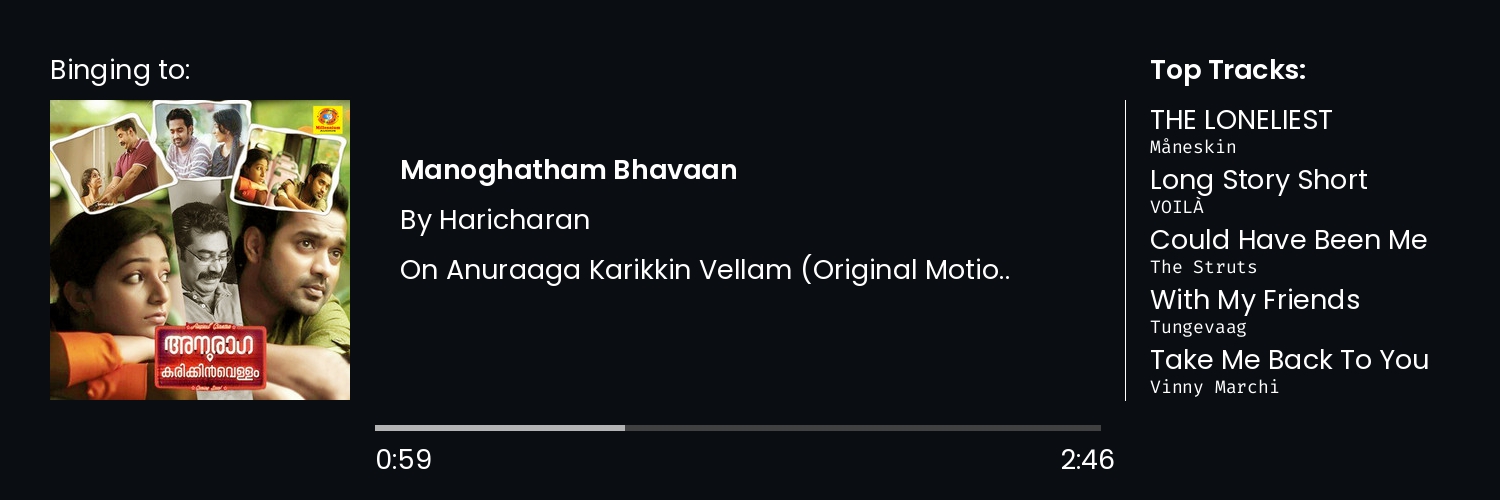 Binging to:
Millennium
അനുരാഗ
കരിക്കിൻവെള്ളം
Manoghatham Bhavaan
By Haricharan
On Anuraaga Karikkin Vellam (Original Motio..
0:59
2:46
Top Tracks:
THE LONELIEST
Måneskin
Long Story Short
VOILÀ
Could Have Been Me
The Struts
With My Friends
Tungevaag
Take Me Back To You
Vinny Marchi